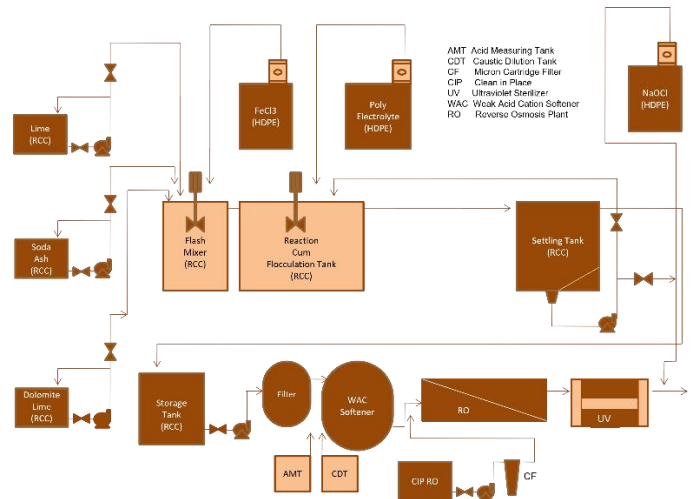 AMT Acid Measuring Tank
CDT Caustic Dilution Tank
CF Micron Cartridge Filter
CIP Clean in Place
UV Ultraviolet Sterilizer
WAC Weak Acid Cation Softener
RO Reverse Osmosis Plant
FeCl3
(HDPE)
Poly
Electrolyte
(HDPE)
NaOCl
(HDPE)
Lime
(RCC)
Soda
Ash
(RCC)
Dolomite
Lime
(RCC)
Flash
Mixer
(RCC)
Reaction
Cum
Flocculation Tank
(RCC)
Settling Tank
(RCC)
Storage
Tank
(RCC)
Filler
WAC
Softener
RO
UV
AMT
CDT
CIP RO
CF